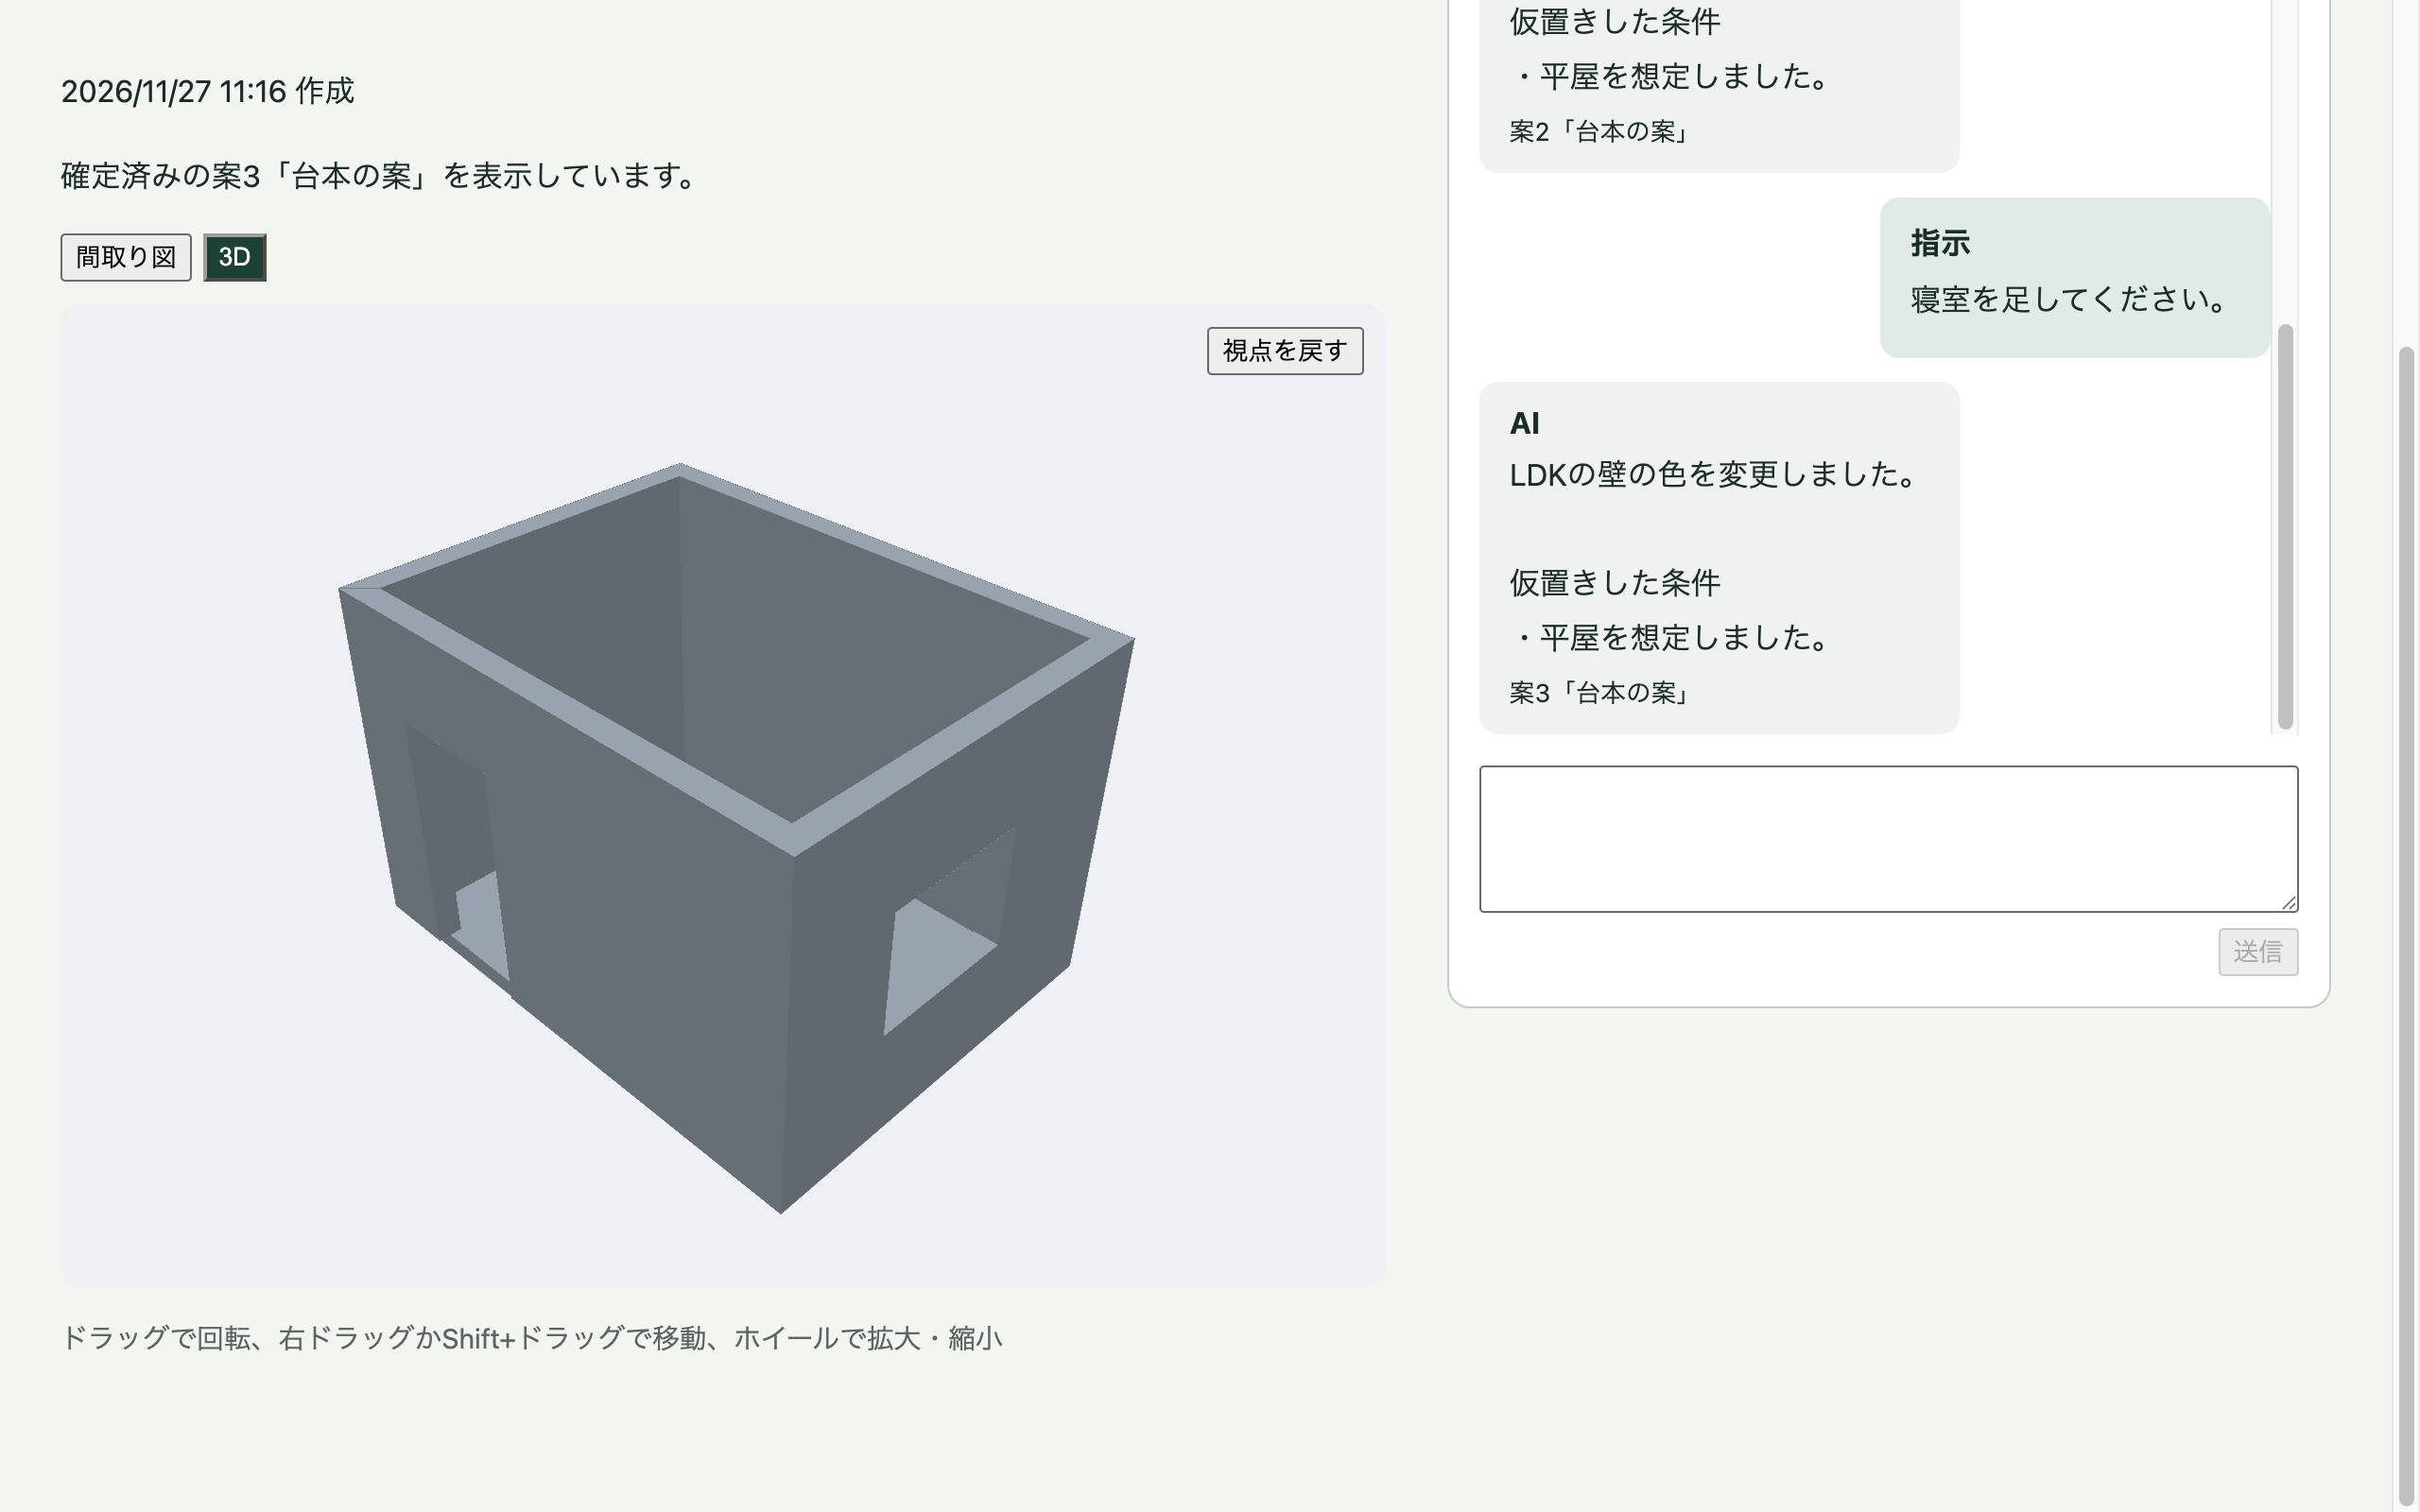 2026/11/27 11:16 作成
確定済みの案3「台本の案」を表示しています。
間取り図
3D
視点を戻す
ドラッグで回転、右ドラッグかShift+ドラッグで移動、ホイールで拡大・縮小
仮置きした条件
・平屋を想定しました。
案2「台本の案」
指示
寝室を足してください。
AI
LDKの壁の色を変更しました。
仮置きした条件
・平屋を想定しました。
案3「台本の案」
送信